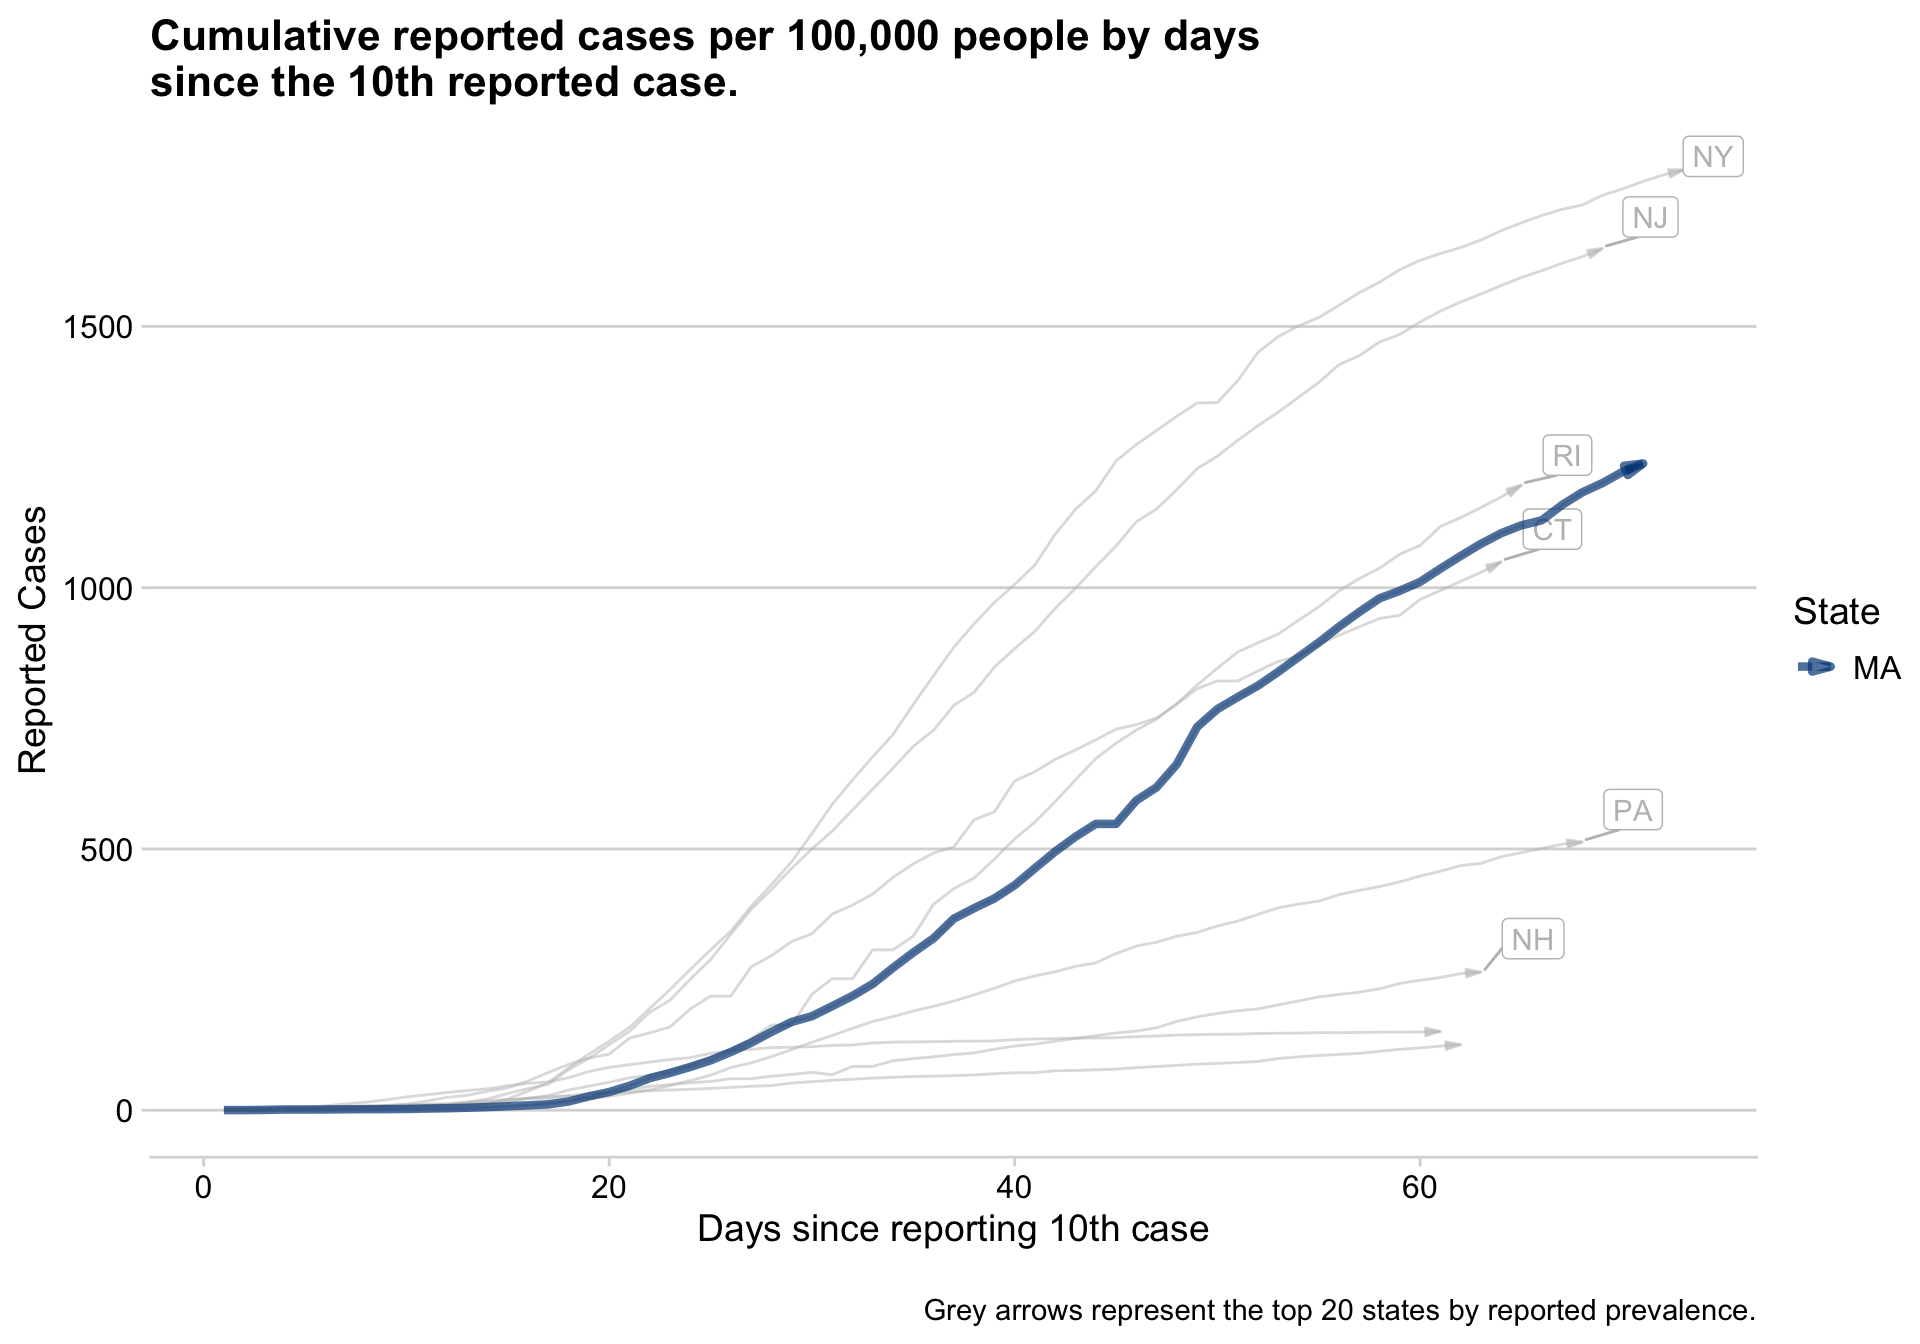 Cumulative reported cases per 100,000 people by days
since the 10th reported case.
NY
NJ
1500
RI
CT
1000
Reported Cases
State
MA
PA
500
NH
0
0 20 40 60
Days since reporting 10th case
Grey arrows represent the top 20 states by reported prevalence.